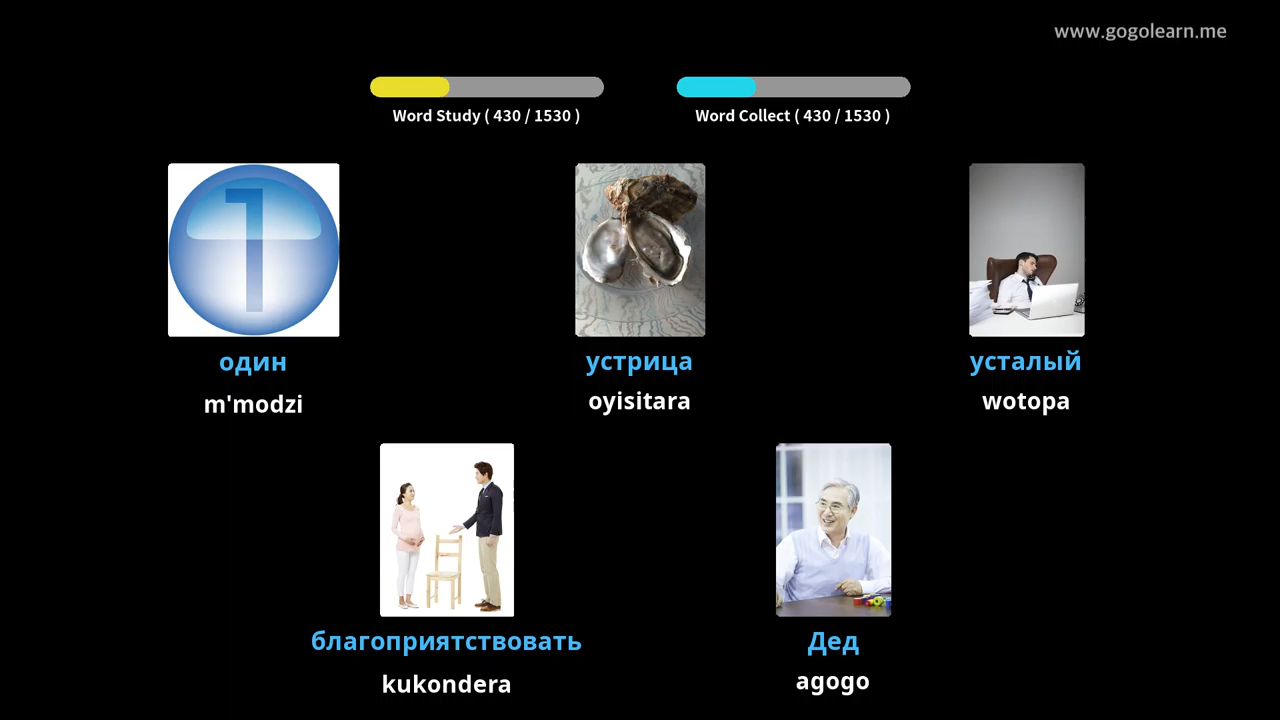 www.gogolearn.me
Word Study ( 430 / 1530 )
Word Collect ( 430 / 1530 )
1
один
устрица
усталый
m'modzi
oyisitara
wotopa
благоприятствовать
Дед
kukondera
agogo